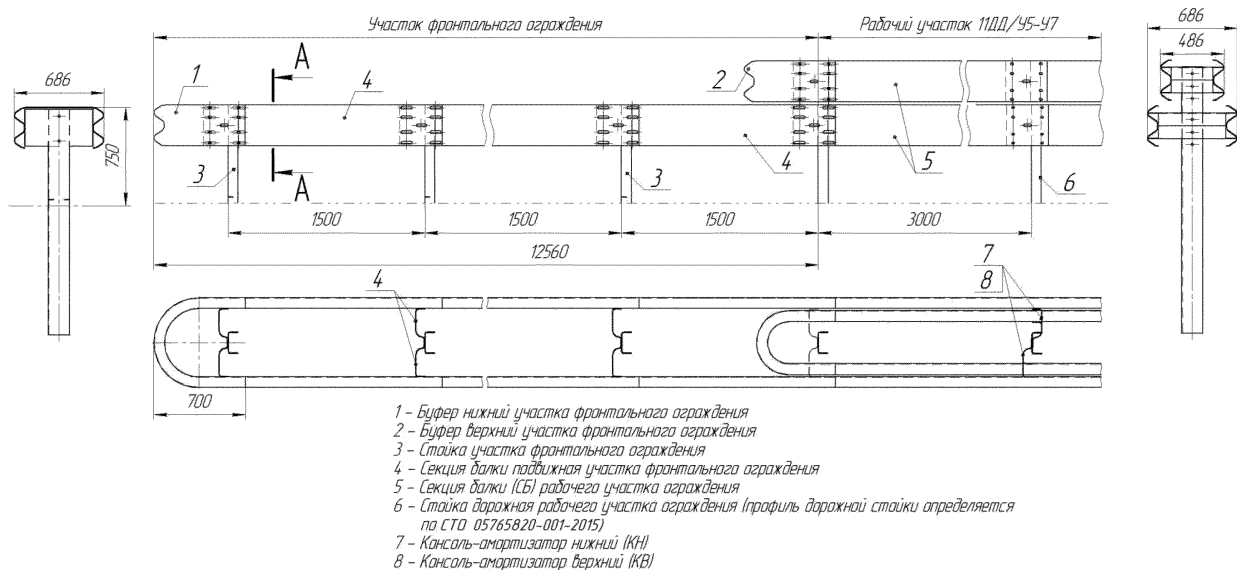 Участок фронтального ограждения
Рабочий участок 11ДД/У5-У7
686
486
686
750
А
А
1
4
2
3
3
4
5
6
1500
1500
1500
3000
12560
4
7
8
700
1 - Буфер нижний участка фронтального ограждения
2 - Буфер верхний участка фронтального ограждения
3 - Стойка участка фронтального ограждения
4 - Секция балки подвижная участка фронтального ограждения
5 - Секция балки (СБ) рабочего участка ограждения
6 - Стойка дорожная рабочего участка ограждения (профиль дорожной стойки определяется
по СТО 05765820-001-2015)
7 - Консоль-амортизатор нижний (КН)
8 - Консоль-амортизатор верхний (КВ)